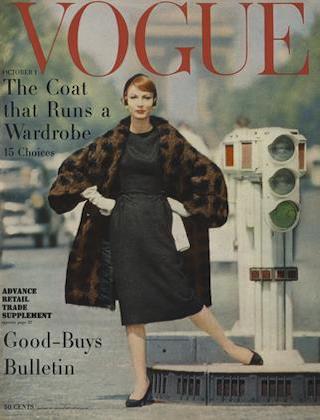 VOGUE
OCTOBER 1
The Coat
that Runs a
Wardrobe
15 Choices
ADVANCE
RETAIL
TRADE
SUPPLEMENT
Good-Buys
Bulletin
50 CENTS